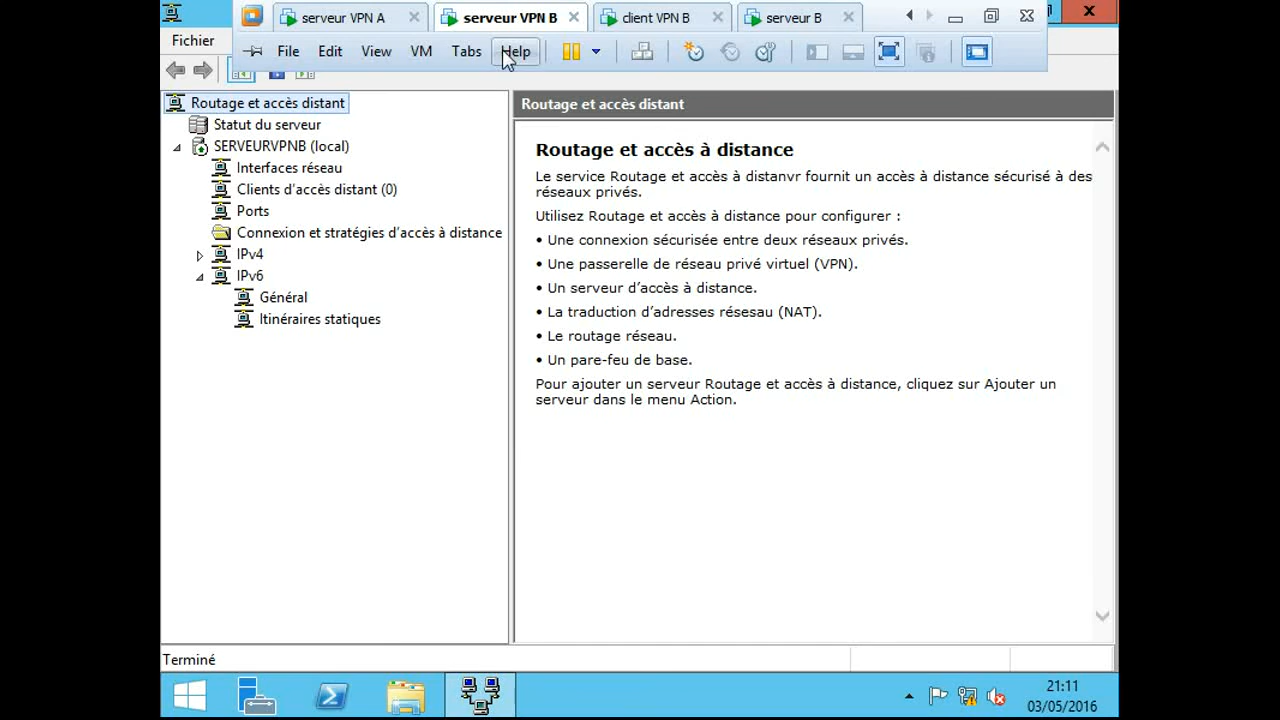 serveur VPN A
serveur VPN B
client VPN B
serveur B
Fichier
File Edit View VM Tabs Help
Routage et accès distant
Statut du serveur
SERVEURVPNB (local)
Interfaces réseau
Clients d'accès distant (0)
Ports
Connexion et stratégies d'accès à distance
IPv4
IPv6
Général
Itinéraires statiques
Routage et accès distant
Routage et accès à distance
Le service Routage et accès à distanvr fournit un accès à distance sécurisé à des
réseaux privés.
Utilisez Routage et accès à distance pour configurer :
• Une connexion sécurisée entre deux réseaux privés.
• Une passerelle de réseau privé virtuel (VPN).
• Un serveur d'accès à distance.
• La traduction d'adresses résesau (NAT).
• Le routage réseau.
• Un pare-feu de base.
Pour ajouter un serveur Routage et accès à distance, cliquez sur Ajouter un
serveur dans le menu Action.
Terminé
21:11
03/05/2016